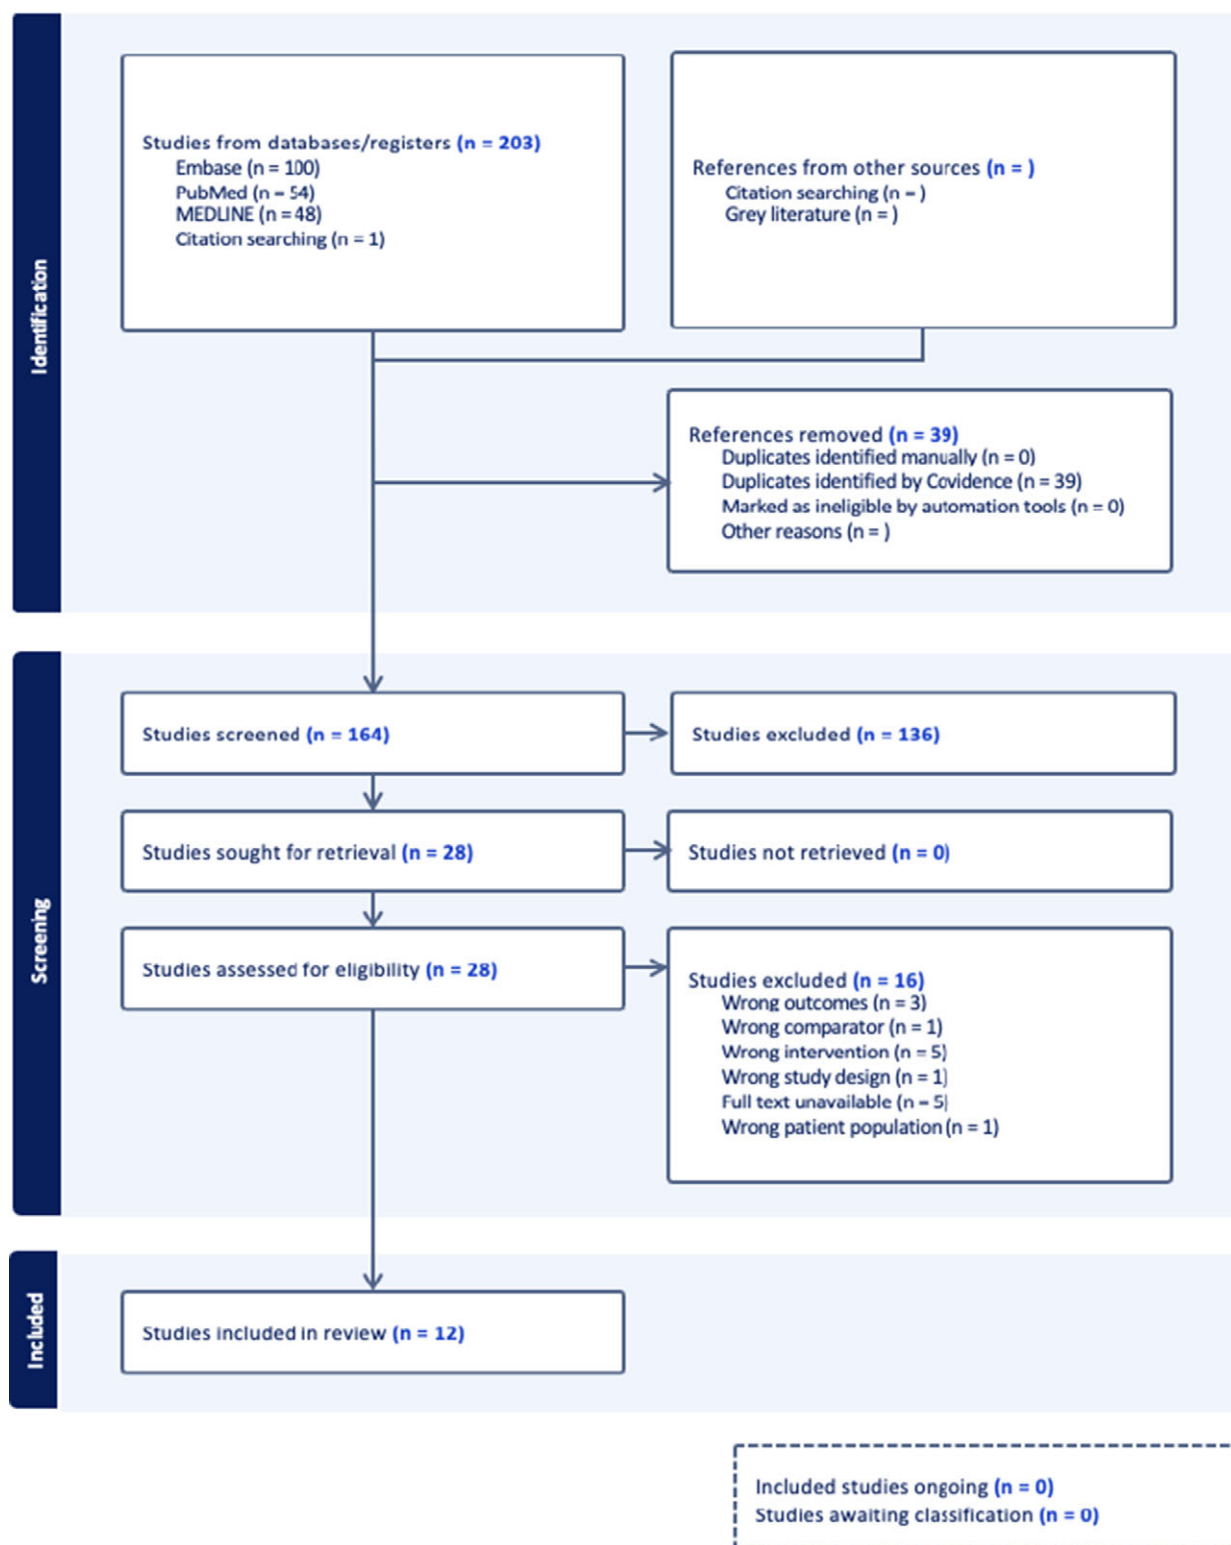 Identification
Studies from databases/registers (n = 203)
Embase (n = 100)
PubMed (n = 54)
MEDLINE (n = 48)
Citation searching (n = 1)
References from other sources (n = )
Citation searching (n = )
Grey literature (n = )
References removed (n = 39)
Duplicates identified manually (n = 0)
Duplicates identified by Covidence (n = 39)
Marked as ineligible by automation tools (n = 0)
Other reasons (n = )
Screening
Studies screened (n = 164)
Studies excluded (n = 136)
Studies sought for retrieval (n = 28)
Studies not retrieved (n = 0)
Studies assessed for eligibility (n = 28)
Studies excluded (n = 16)
Wrong outcomes (n = 3)
Wrong comparator (n = 1)
Wrong intervention (n = 5)
Wrong study design (n = 1)
Full text unavailable (n = 5)
Wrong patient population (n = 1)
Included
Studies included in review (n = 12)
Included studies ongoing (n = 0)
Studies awaiting classification (n = 0)